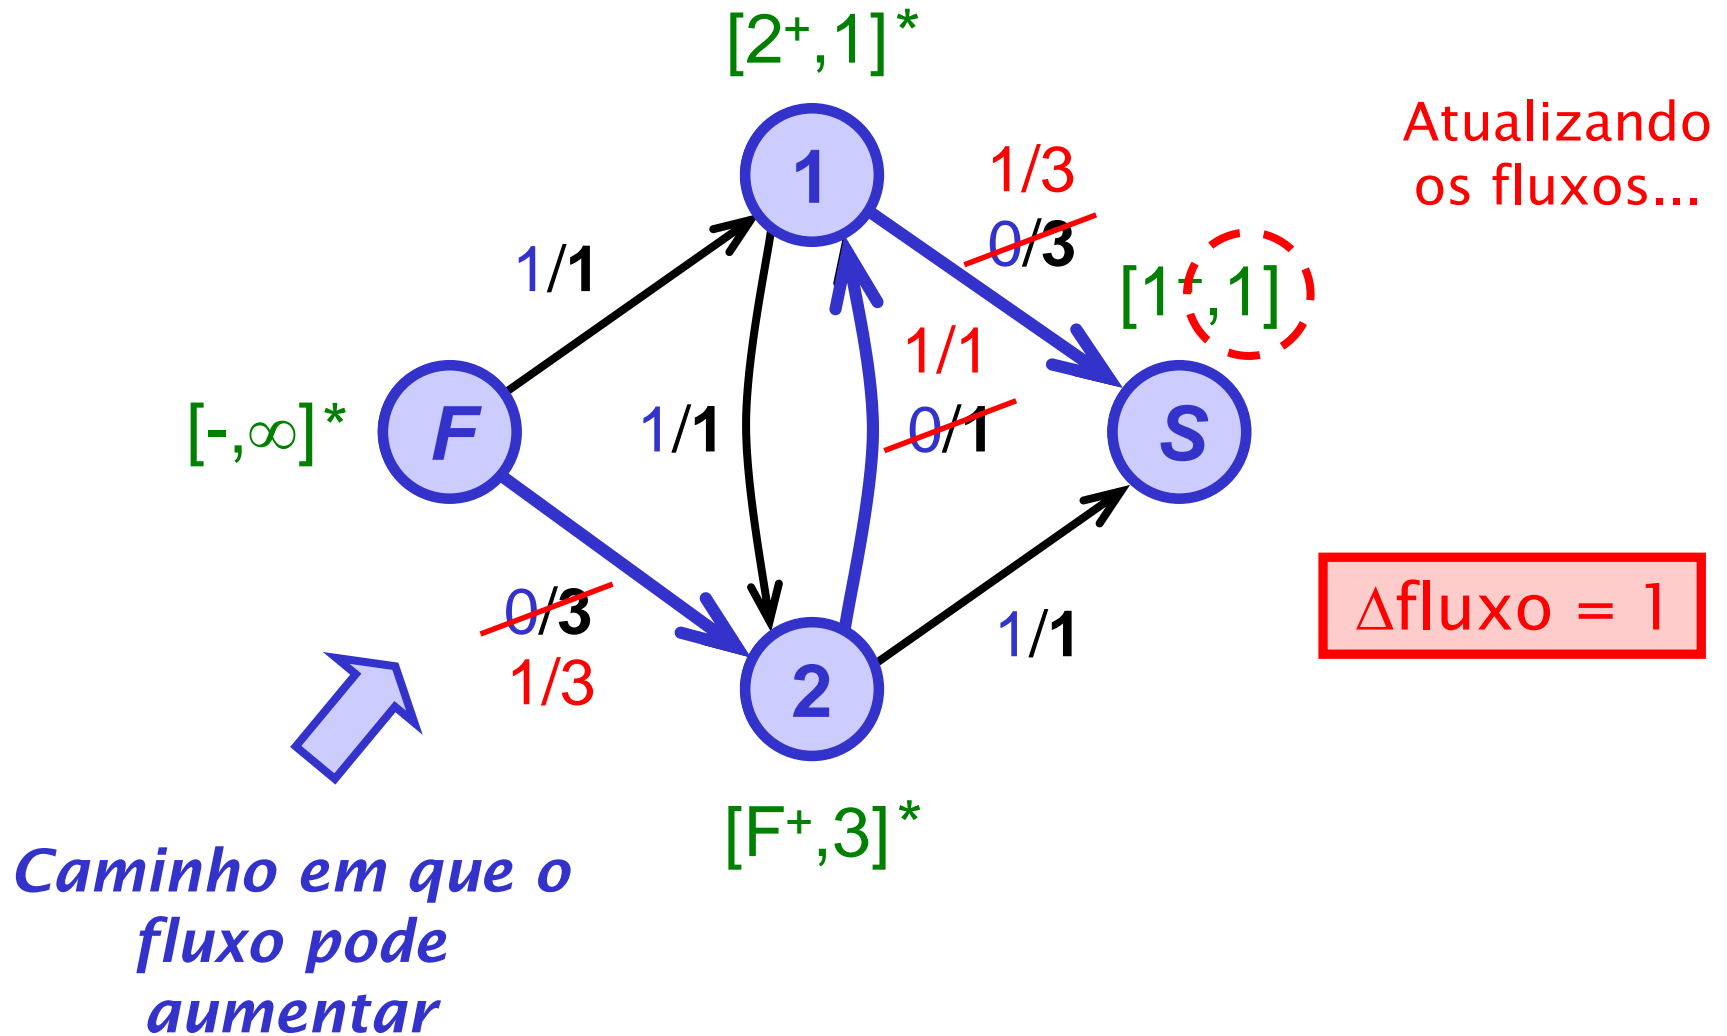 [2⁺,1]*
Atualizando
os fluxos...
1
1/3
0/3
1/1
[1⁺,1]
1/1
[-,∞]*
F
1/1
0/1
S
0/3
1/3
1/1
2
Δfluxo = 1
[F⁺,3]*
Caminho em que o
fluxo pode
aumentar